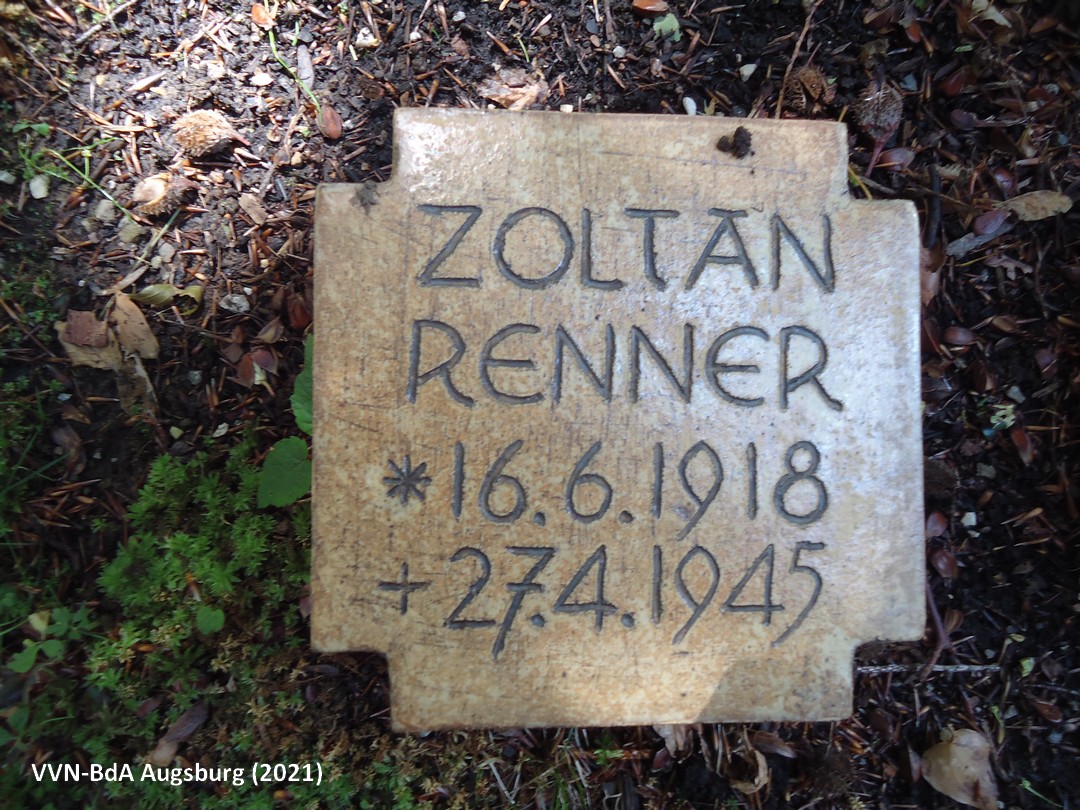 ZOLTAN
RENNER
* 16.6.1918
+ 27.4.1945
VVN-BdA Augsburg (2021)